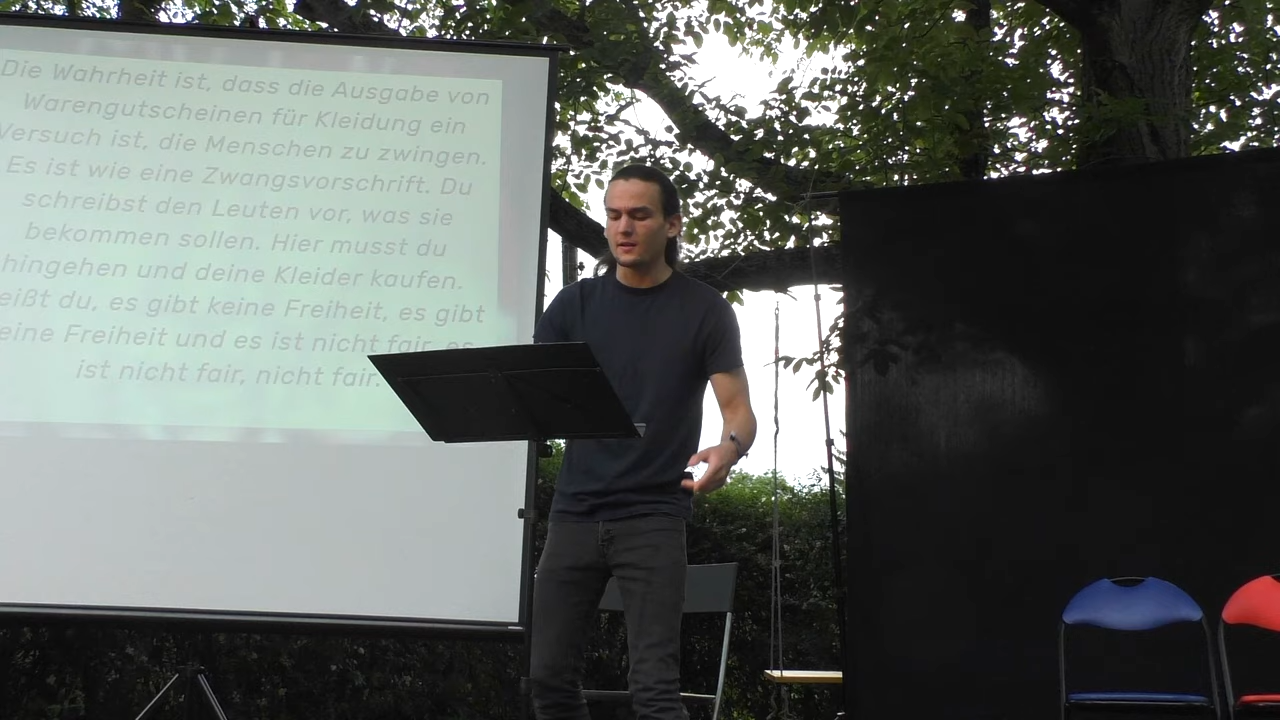 Die Wahrheit ist, dass die Ausgabe von
Warengutscheinen für Kleidung ein
Versuch ist, die Menschen zu zwingen.
Es ist wie eine Zwangsvorschrift. Du
schreibst den Leuten vor, was sie
bekommen sollen. Hier musst du
hingehen und deine Kleider kaufen.
eißt du, es gibt keine Freiheit, es gibt
eine Freiheit und es ist nicht fair, es
ist nicht fair, nicht fair.